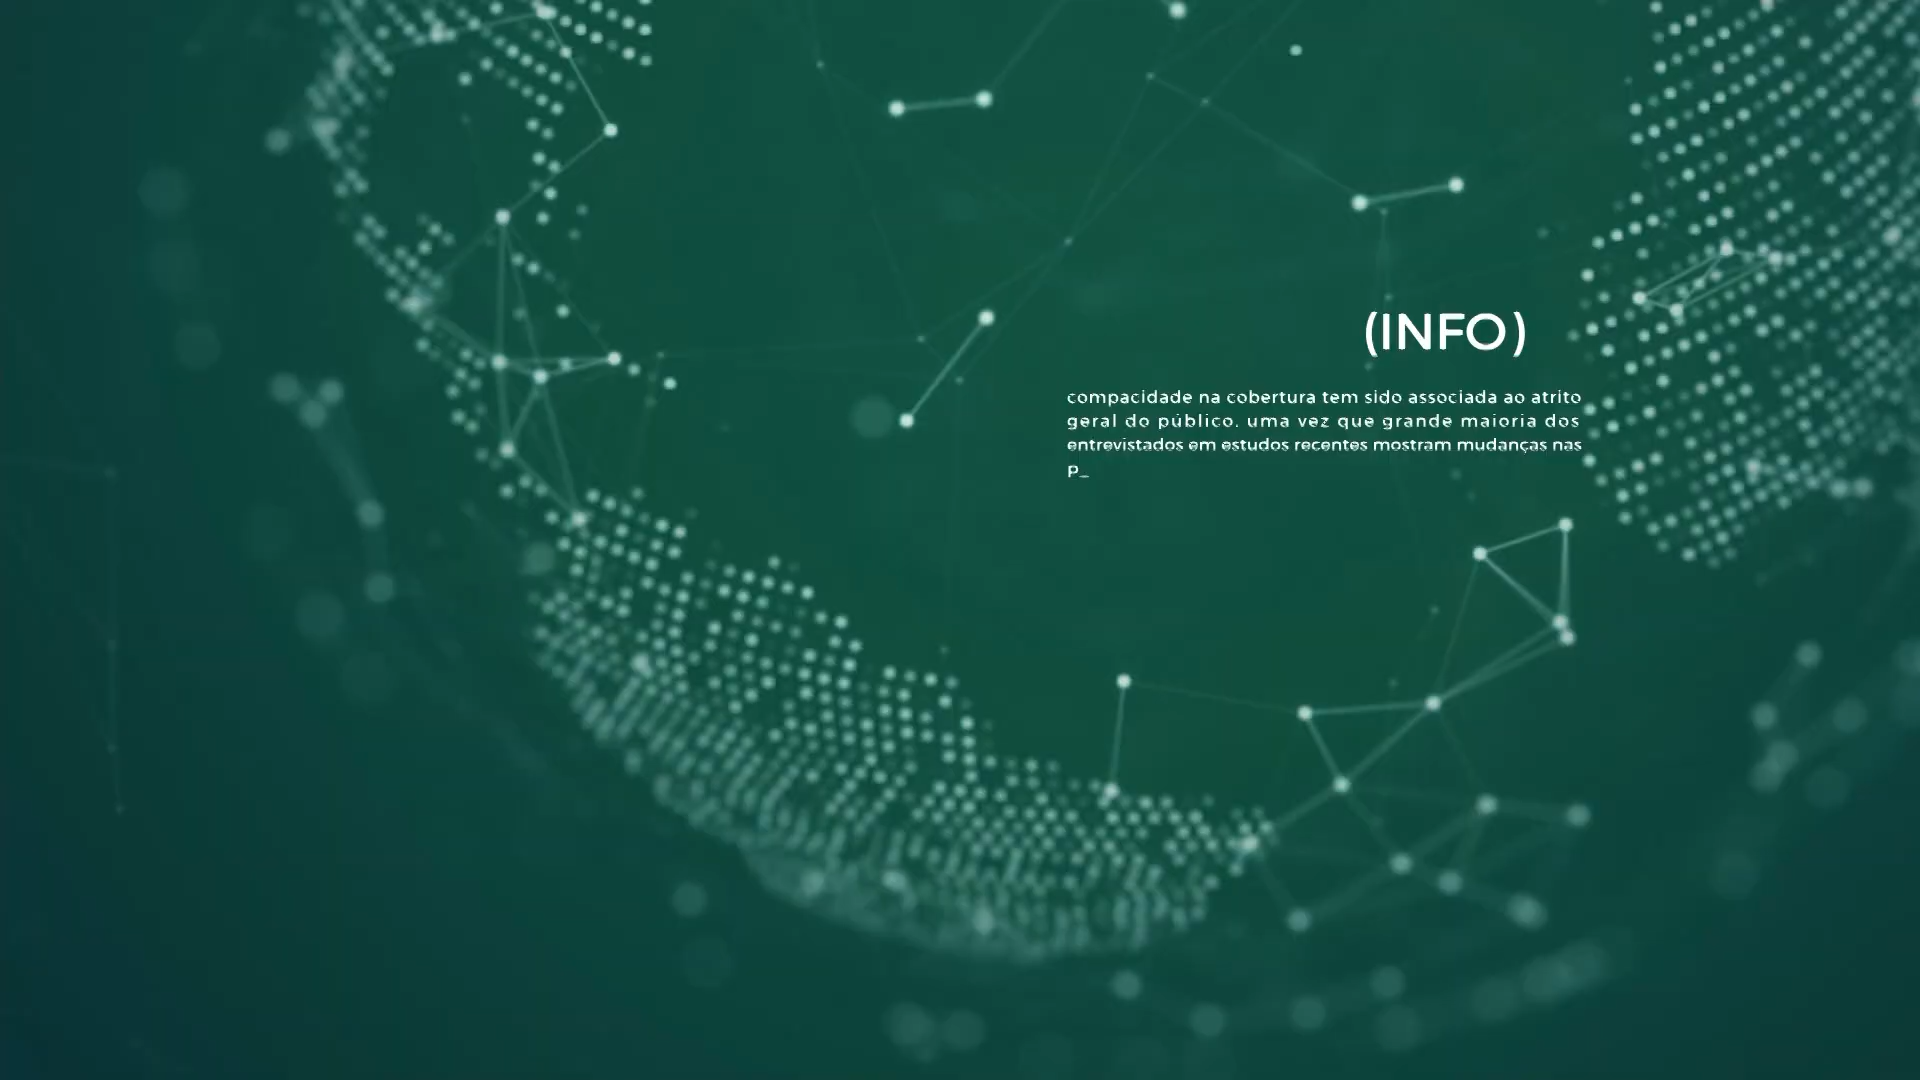 (INFO)
compacidade na cobertura tem sido associada ao atrito
geral do público. uma vez que grande maioria dos
entrevistados em estudos recentes mostram mudanças nas
P_